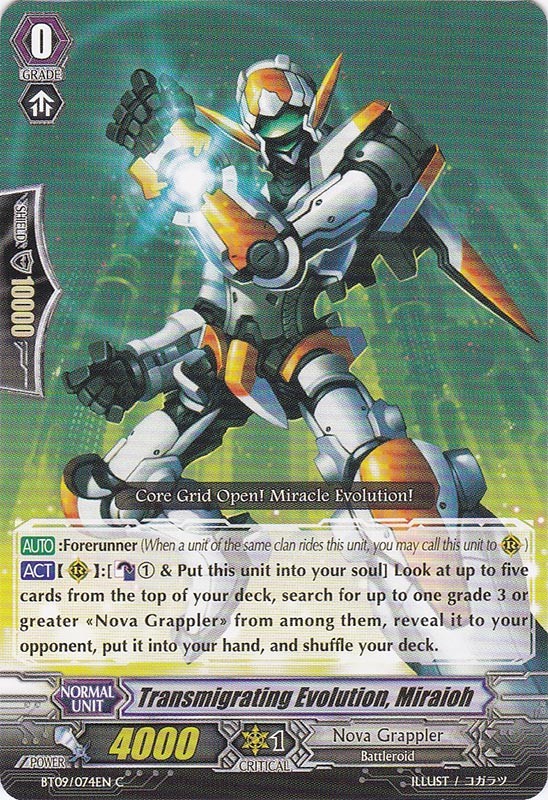 0
GRADE
SHIELD
10000
Core Grid Open! Miracle Evolution!
AUTO :Forerunner (When a unit of the same clan rides this unit, you may call this unit to R.)
ACT【R】:[① & Put this unit into your soul] Look at up to five
cards from the top of your deck, search for up to one grade 3 or
greater «Nova Grappler» from among them, reveal it to your
opponent, put it into your hand, and shuffle your deck.
NORMAL
UNIT
Transmigrating Evolution, Miraioh
POWER 4000 1 CRITICAL
Nova Grappler
Battleroid
BT09/074EN C ILLUST / コガラツ